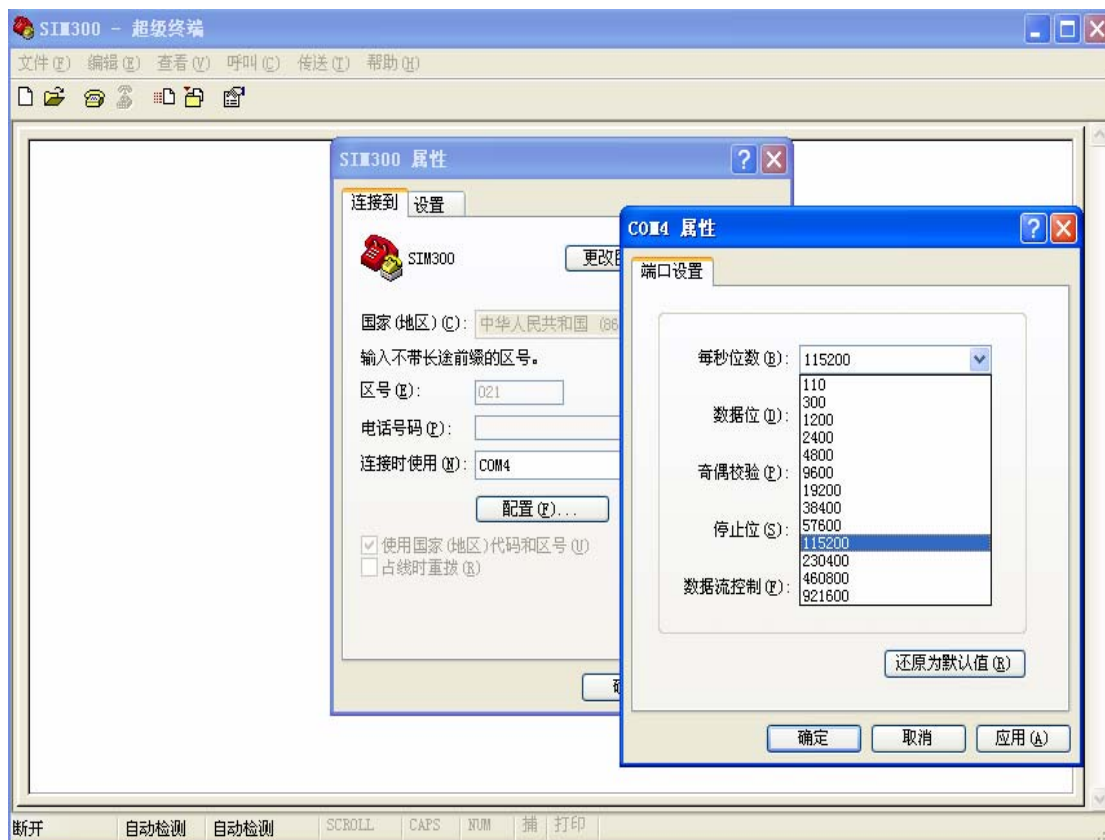 SIM300 - 超级终端
文件(F) 编辑(E) 查看(V) 呼叫(C) 传送(T) 帮助(H)
SIM300 属性
连接到 设置
SIM300
国家(地区)(C): 中华人民共和国 (86
输入不带长途前缀的区号。
区号(E): 021
电话号码(P):
连接时使用(N): COM4
配置(F)...
使用国家(地区)代码和区号(U)
占线时重拨(R)
COM4 属性
端口设置
每秒位数(B): 115200
110
300
1200
2400
4800
9600
19200
38400
57600
115200
230400
460800
921600
数据位(D):
奇偶校验(P):
停止位(S):
数据流控制(F):
还原为默认值(R)
确定 取消 应用(A)
断开 自动检测 自动检测 SCROLL CAPS NUM 捕 打印